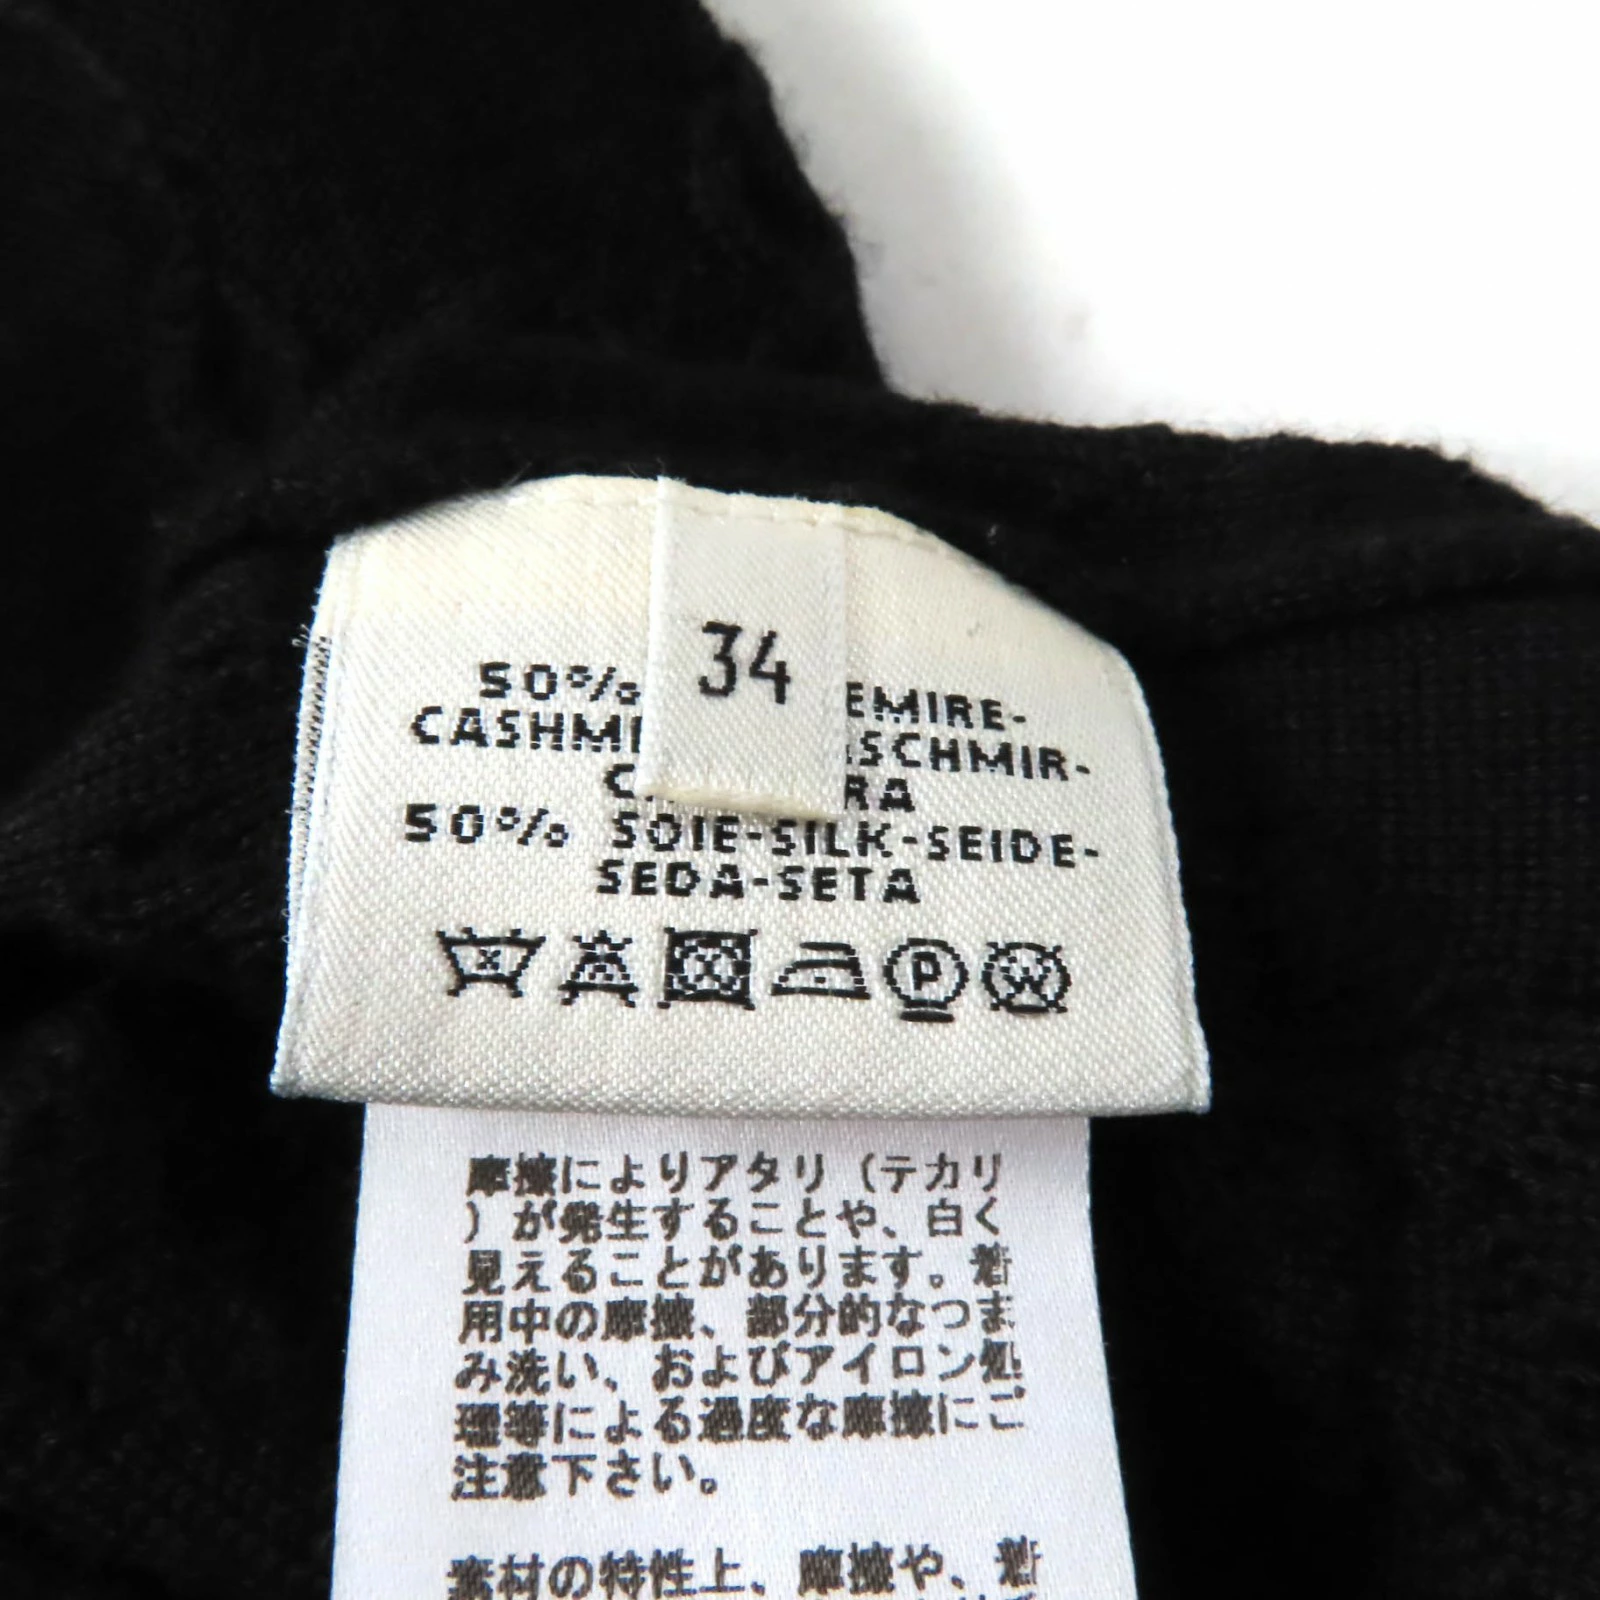 34
50% EMIRE-
CASHMI SCHMIR-
C RA
50% SOIE-SILK-SEIDE-
SEDA-SETA
P W
摩擦によりアタリ（テカリ
）が発生することや、白く
見えることがあります。着
用中の摩擦、部分的なつま
み洗い、およびアイロン処
理等による過度な摩擦にご
注意下さい。
素材の特性上、摩擦や、着